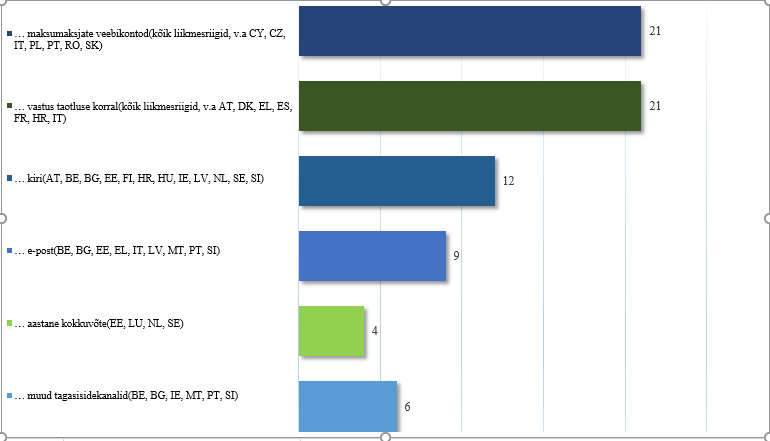 ... maksumaksjate veebikontod(kõik liikmesriigid, v.a CY, CZ,
IT, PL, PT, RO, SK)
21
... vastus taotluse korral(kõik liikmesriigid, v.a AT, DK, EL, ES,
FR, HR, IT)
21
... kiri(AT, BE, BG, EE, FI, HR, HU, IE, LV, NL, SE, SI)
12
... e-post(BE, BG, EE, EL, IT, LV, MT, PT, SI)
9
... aastane kokkuvõte(EE, LU, NL, SE)
4
... muud tagasisidekanalid(BE, BG, IE, MT, PT, SI)
6